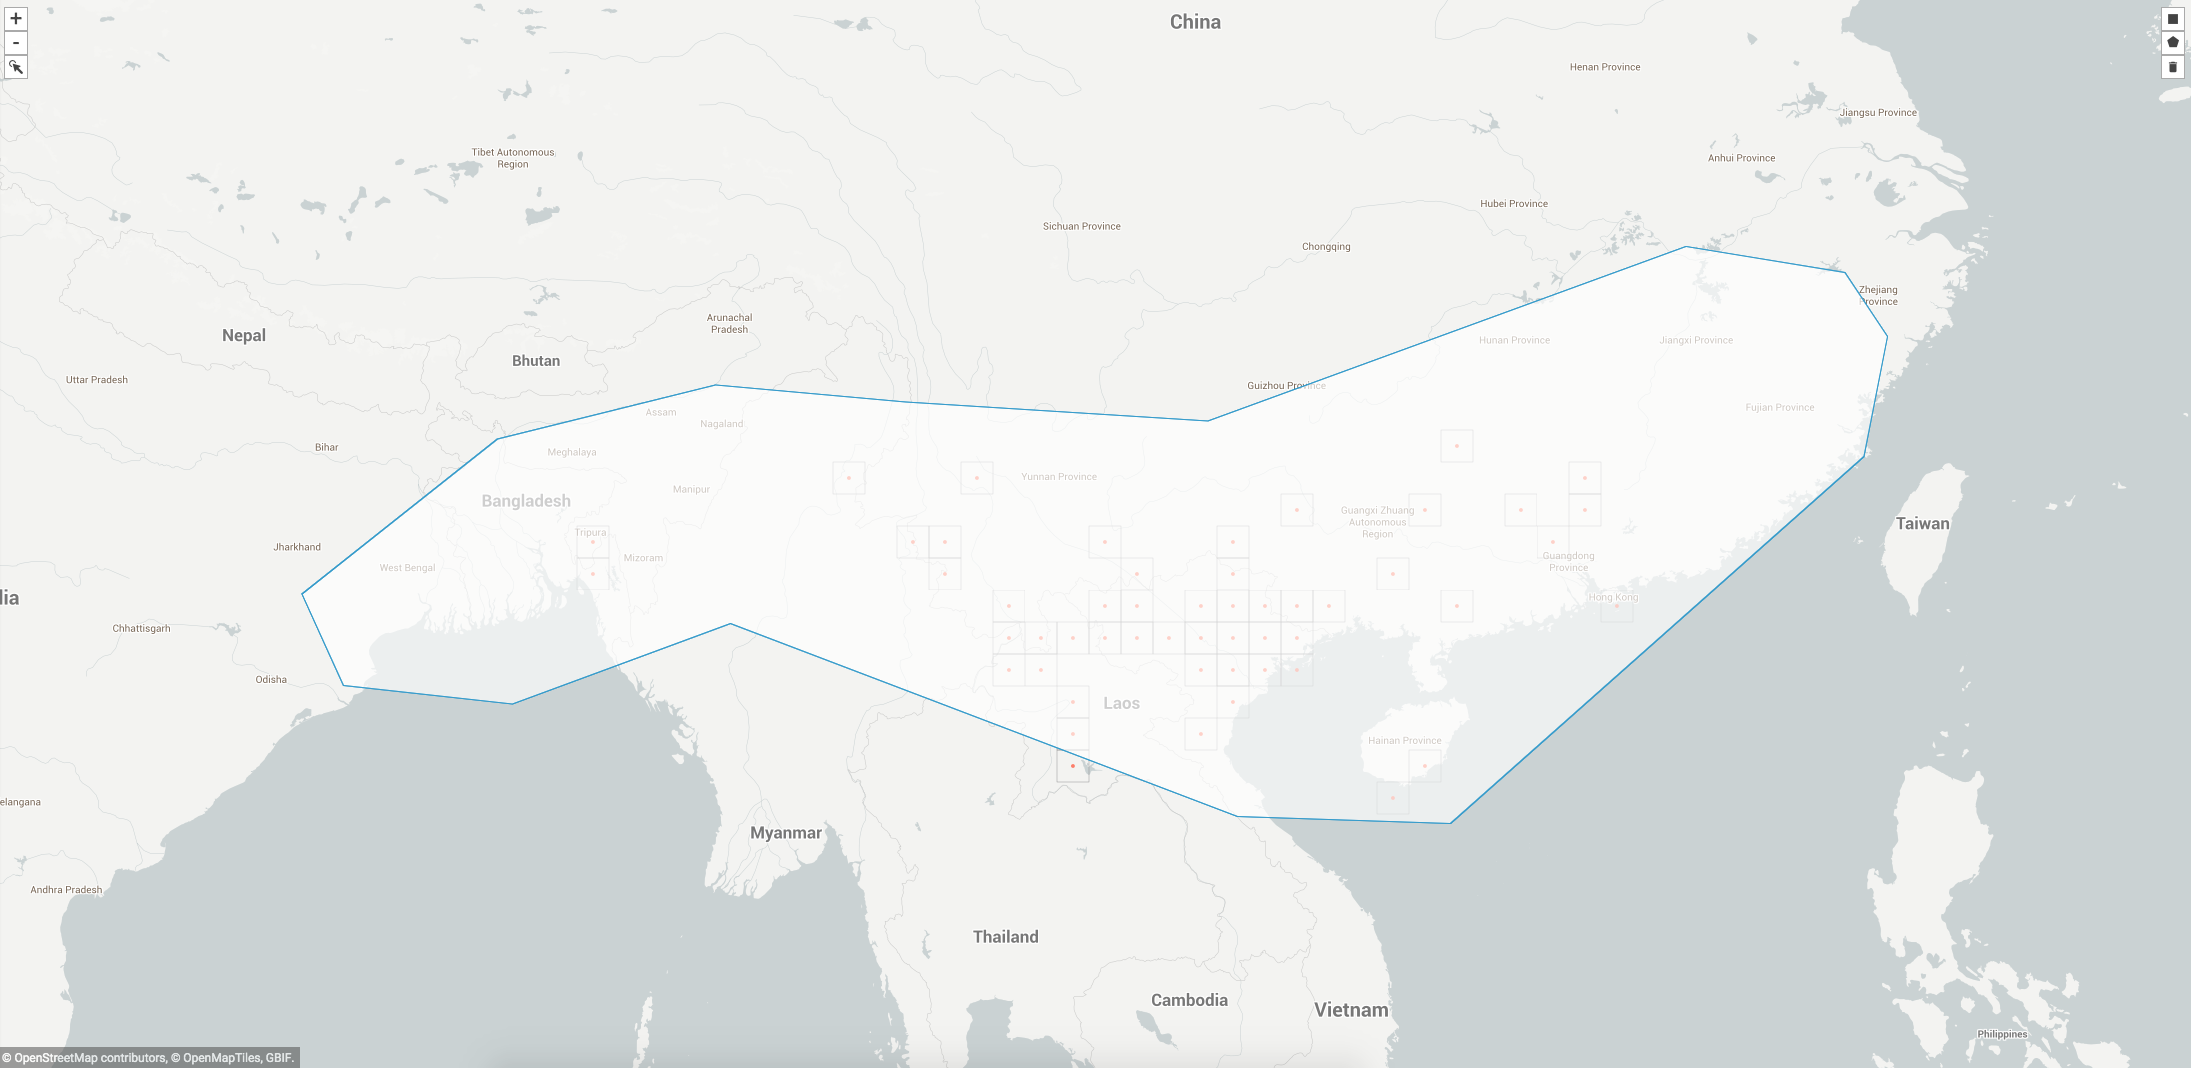 +
China
-
Henan Province
Jiangsu Province
Tibet Autonomous
Region
Anhui Province
Hubei Province
Sichuan Province
Chongqing
Zhejiang
Province
Arunachal
Pradesh
Nepal
Hunan Province
Jiangxi Province
Bhutan
Uttar Pradesh
Guizhou Province
Assam
Fujian Province
Nagaland
Bihar
Meghalaya
Yunnan Province
Manipur
Bangladesh
Guangxi Zhuang
Autonomous
Region
Taiwan
Tripura
Jharkhand
Mizoram
Guangdong
Province
West Bengal
dia
Hong Kong
Chhattisgarh
Odisha
Laos
Hainan Province
elangana
Myanmar
Andhra Pradesh
Thailand
Cambodia
Vietnam
Philippines
© OpenStreetMap contributors, © OpenMapTiles, GBIF.